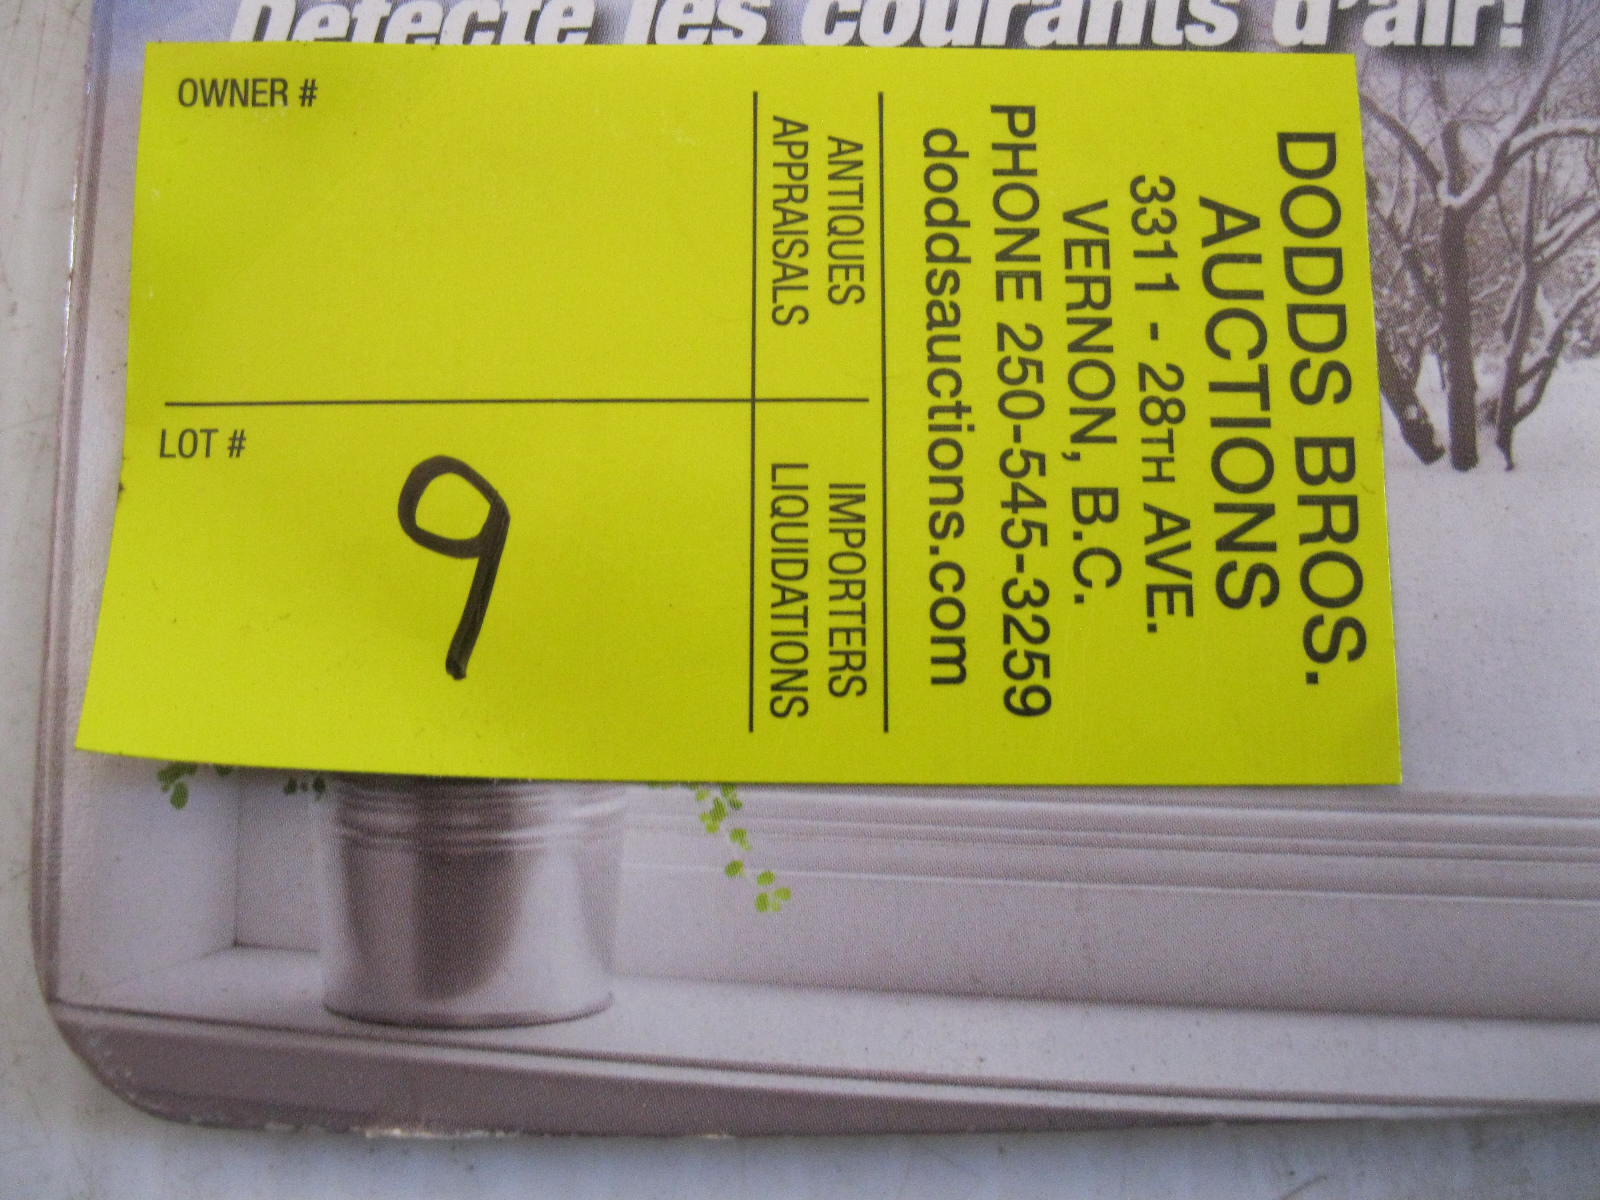 Détecte les courants d'air!
DODDS BROS.
AUCTIONS
3311 - 28TH AVE.
VERNON, B.C.
PHONE 250-545-3259
doddsauctions.com
ANTIQUES
APPRAISALS
IMPORTERS
LIQUIDATIONS
OWNER #
LOT #
9